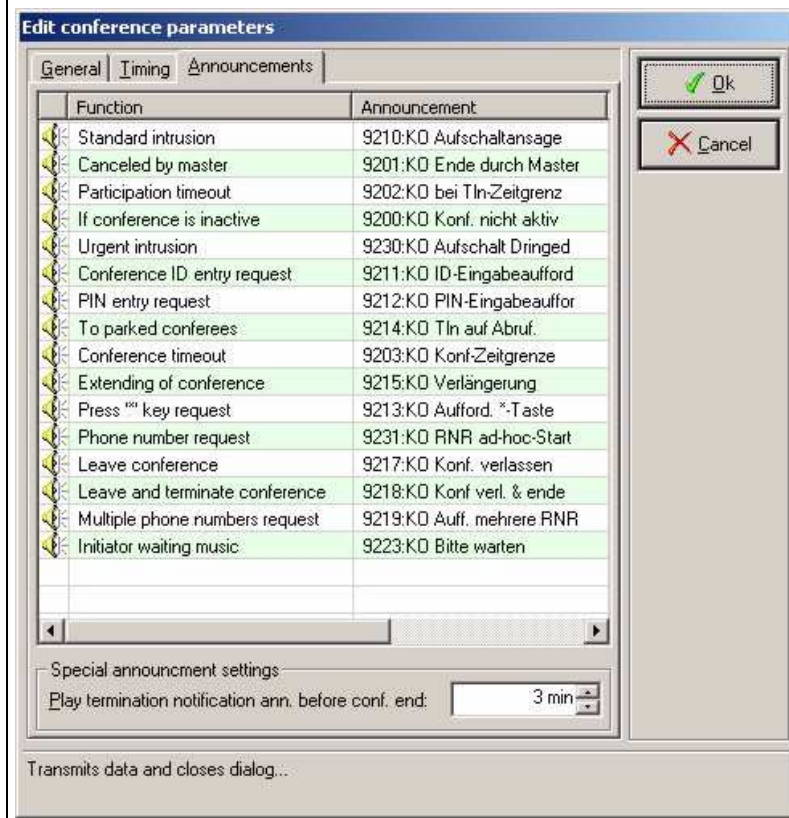 Edit conference parameters
General Timing Announcements
Function Announcement
Standard intrusion 9210:KO Aufschaltansage
Canceled by master 9201:KO Ende durch Master
Participation timeout 9202:KO bei Tln-Zeitgrenz
If conference is inactive 9200:KO Konf. nicht aktiv
Urgent intrusion 9230:KO Aufschalt Dringed
Conference ID entry request 9211:KO ID-Eingabeaufford
PIN entry request 9212:KO PIN-Eingabeauffor
To parked conferees 9214:KO Tln auf Abruf.
Conference timeout 9203:KO Konf-Zeitgrenze
Extending of conference 9215:KO Verlängerung
Press "*" key request 9213:KO Aufford. *-Taste
Phone number request 9231:KO RNR ad-hoc-Start
Leave conference 9217:KO Konf. verlassen
Leave and terminate conference 9218:KO Konf verl. & ende
Multiple phone numbers request 9219:KO Auff. mehrere RNR
Initiator waiting music 9223:KO Bitte warten
Special announcment settings
Play termination notification ann. before conf. end: 3 min
Ok
Cancel
Transmits data and closes dialog...